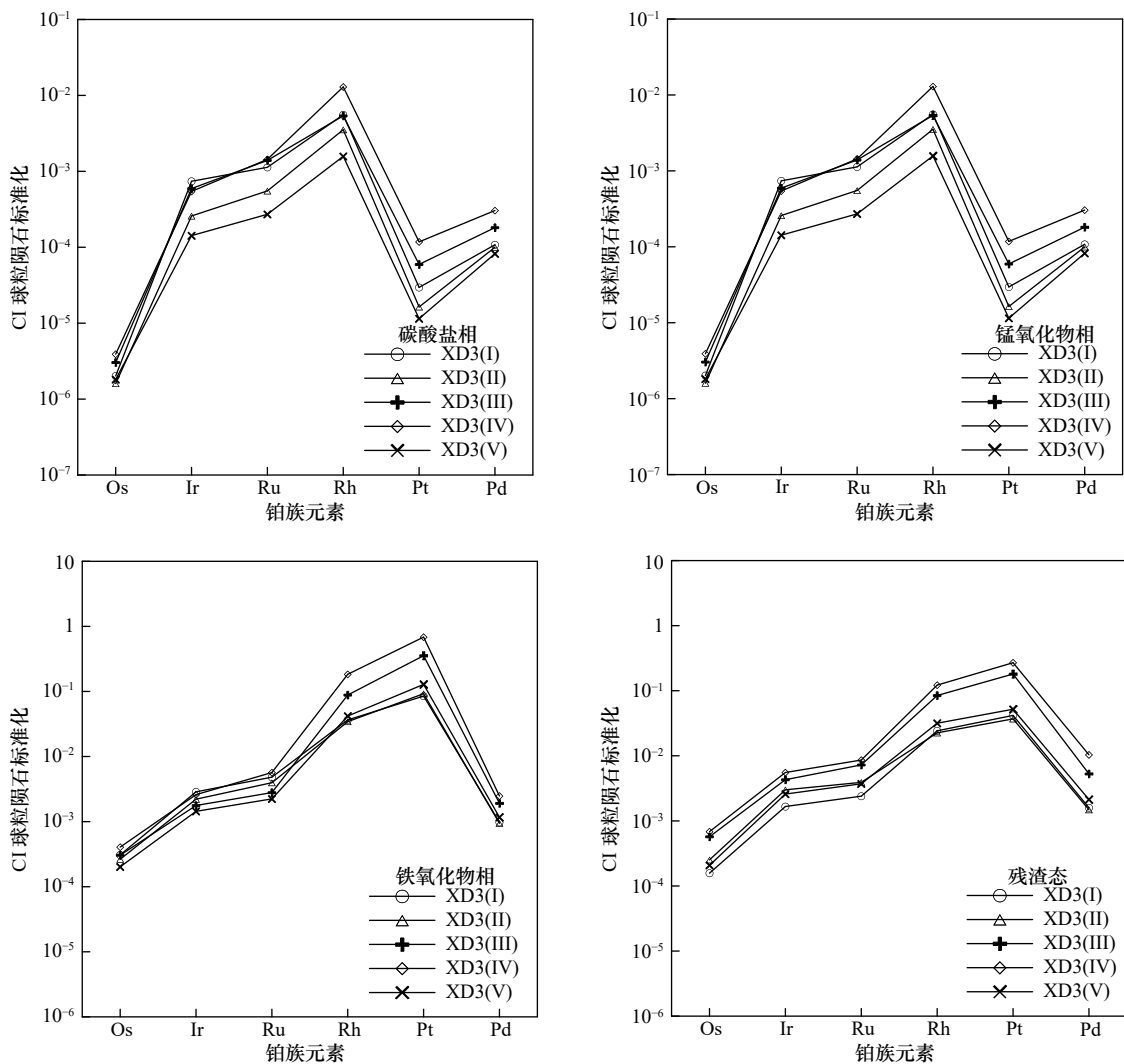 CI 球粒陨石标准化
10⁻¹
10⁻²
10⁻³
10⁻⁴
10⁻⁵
10⁻⁶
10⁻⁷
碳酸盐相
XD3(I)
XD3(II)
XD3(III)
XD3(IV)
XD3(V)
Os Ir Ru Rh Pt Pd
铂族元素
CI 球粒陨石标准化
10⁻¹
10⁻²
10⁻³
10⁻⁴
10⁻⁵
10⁻⁶
10⁻⁷
锰氧化物相
XD3(I)
XD3(II)
XD3(III)
XD3(IV)
XD3(V)
Os Ir Ru Rh Pt Pd
铂族元素
CI 球粒陨石标准化
10
1
10⁻¹
10⁻²
10⁻³
10⁻⁴
10⁻⁵
10⁻⁶
铁氧化物相
XD3(I)
XD3(II)
XD3(III)
XD3(IV)
XD3(V)
Os Ir Ru Rh Pt Pd
铂族元素
CI 球粒陨石标准化
10
1
10⁻¹
10⁻²
10⁻³
10⁻⁴
10⁻⁵
10⁻⁶
残渣态
XD3(I)
XD3(II)
XD3(III)
XD3(IV)
XD3(V)
Os Ir Ru Rh Pt Pd
铂族元素